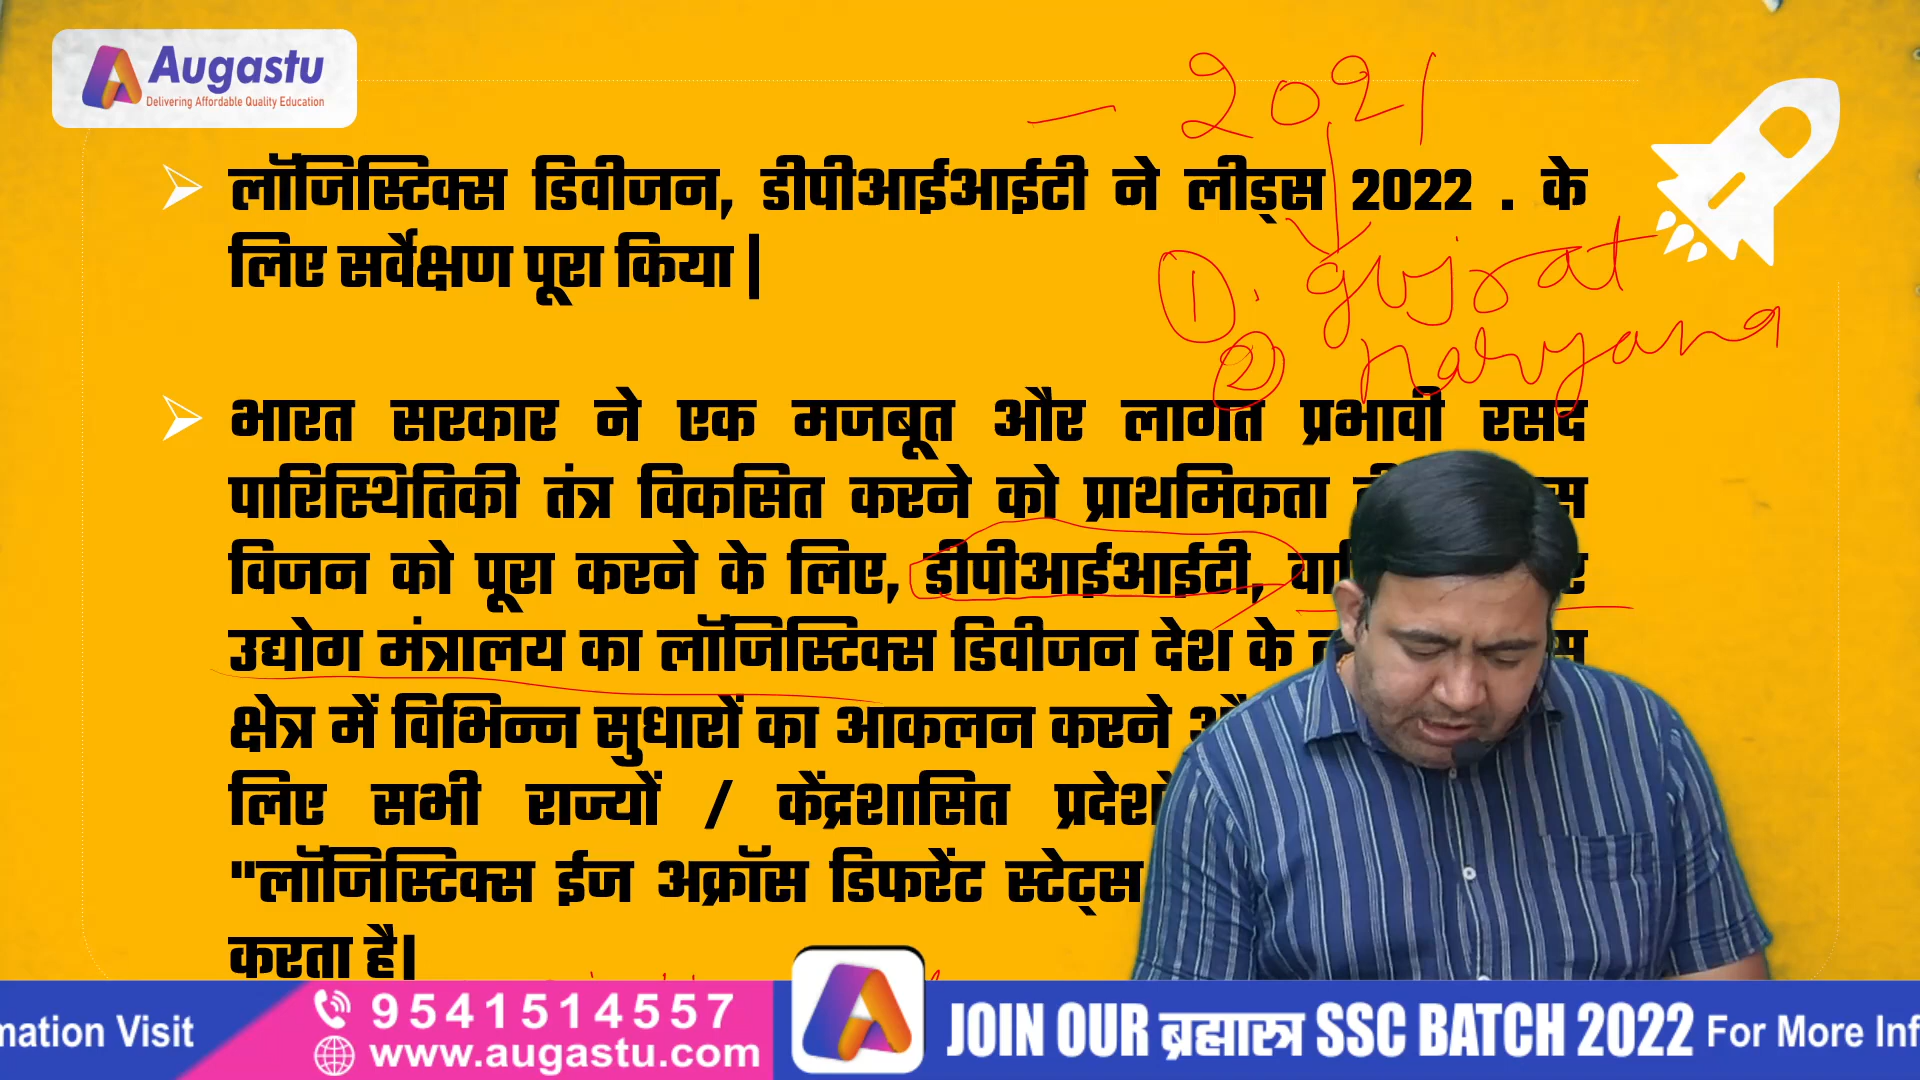 Augastu
Delivering Affordable Quality Education
– 2021
लॉजिस्टिक्स डिवीजन, डीपीआईआईटी ने लीड्स 2022 . के
लिए सर्वेक्षण पूरा किया |
1. gujrat
2 haryana
भारत सरकार ने एक मजबूत और लागत प्रभावी रसद
पारिस्थितिकी तंत्र विकसित करने को प्राथमिकता
विजन को पूरा करने के लिए, डीपीआईआईटी,
उद्योग मंत्रालय का लॉजिस्टिक्स डिवीजन देश के
क्षेत्र में विभिन्न सुधारों का आकलन करने
लिए सभी राज्यों / केंद्रशासित
"लॉजिस्टिक्स ईज अक्रॉस डिफरेंट स्टेट्स
करता है।
mation Visit
9541514557
www.augastu.com
JOIN OUR ब्रह्मास्त्र SSC BATCH 2022 For More Inf